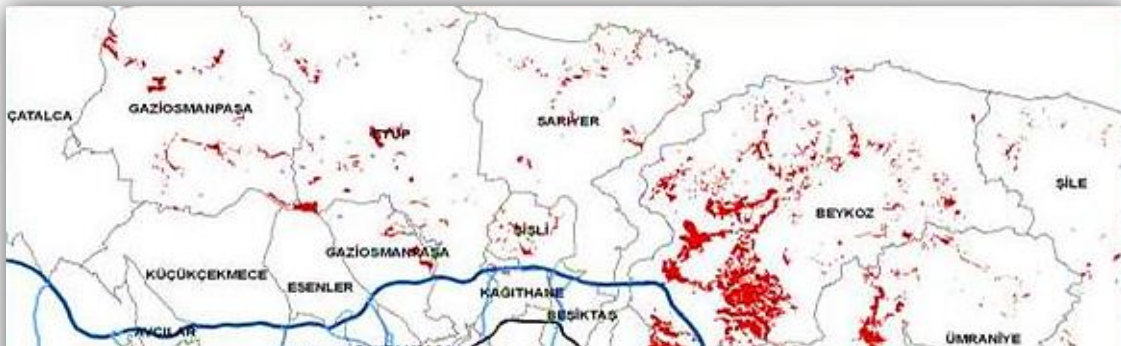 ÇATALCA
GAZİOSMANPAŞA
EYÜP
SARIYER
ŞİLE
BEYKOZ
ŞİSLİ
GAZİOSMANPAŞA
KÜÇÜKÇEKMECE
ESENLER
KAĞITHANE
BEŞİKTAŞ
AVCILAR
ÜMRANİYE